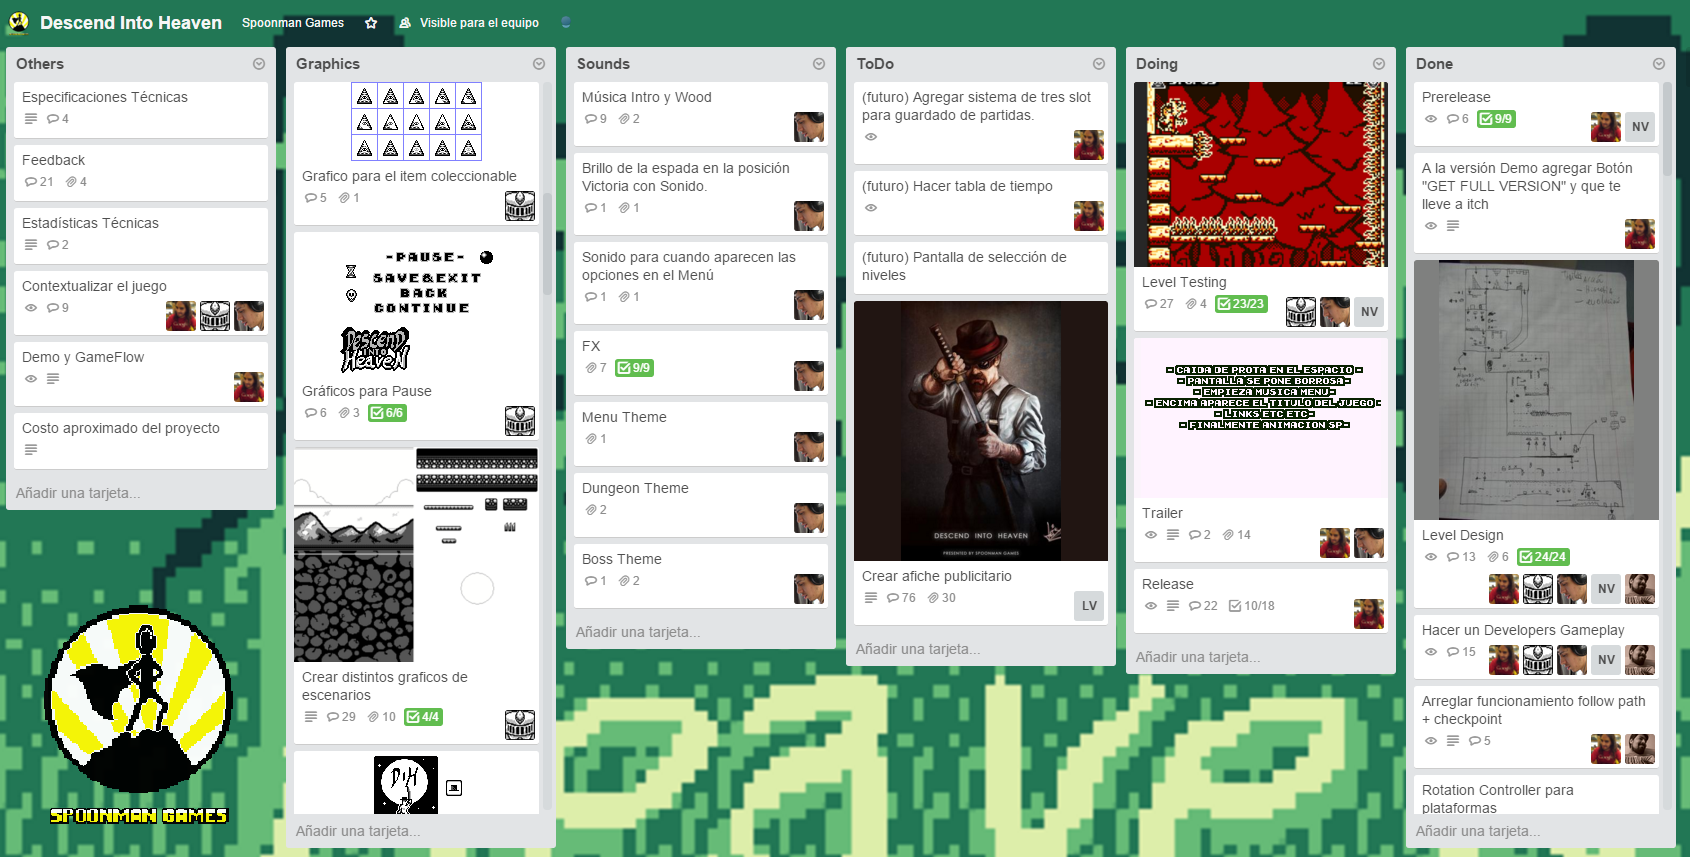 Descend Into Heaven
Spoonman Games
Visible para el equipo
Others
Especificaciones Técnicas
4
Feedback
21
4
Estadísticas Técnicas
2
Contextualizar el juego
9
Demo y GameFlow
Costo aproximado del proyecto
Añadir una tarjeta...
SPOONMAN GAMES
Graphics
Grafico para el item coleccionable
5
1
-PAUSE-
SAVE&EXIT
BACK
CONTINUE
DESCEND
INTO
HEAVEN
Gráficos para Pause
6
3
6/6
Crear distintos graficos de
escenarios
29
10
4/4
DIH
Añadir una tarjeta...
Sounds
Música Intro y Wood
9
2
Brillo de la espada en la posición
Victoria con Sonido.
1
1
Sonido para cuando aparecen las
opciones en el Menú
1
1
FX
7
9/9
Menu Theme
1
Dungeon Theme
2
Boss Theme
1
2
Añadir una tarjeta...
ToDo
(futuro) Agregar sistema de tres slot
para guardado de partidas.
(futuro) Hacer tabla de tiempo
(futuro) Pantalla de selección de
niveles
DESCEND INTO HEAVEN
PRESENTED BY SPOONMAN GAMES
Crear afiche publicitario
76
30
LV
Añadir una tarjeta...
Doing
Level Testing
27
4
23/23
NV
- CAIDA DE PROTA EN EL ESPACIO -
- PANTALLA SE PONE BORROSA-
- EMPIEZA MUSICA MENU-
- ENCIMA APARECE EL TITULO DEL JUEGO-
- LINKS ETC ETC-
- FINALMENTE ANIMACION SP-
Trailer
2
14
Release
22
10/18
Añadir una tarjeta...
Done
Prerelease
6
9/9
NV
A la versión Demo agregar Botón
"GET FULL VERSION" y que te
lleve a itch
Level Design
13
6
24/24
NV
Hacer un Developers Gameplay
15
NV
Arreglar funcionamiento follow path
+ checkpoint
5
Rotation Controller para
plataformas
Añadir una tarjeta...